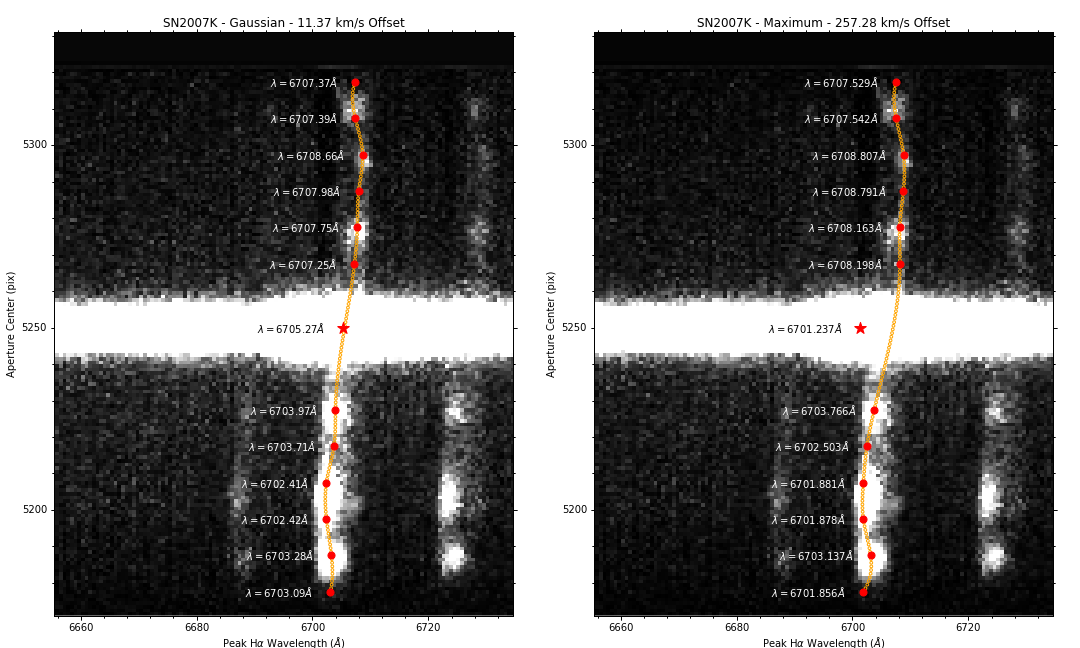 SN2007K - Gaussian - 11.37 km/s Offset
λ = 6707.37Å
λ = 6707.39Å
5300
λ = 6708.66Å
λ = 6707.98Å
λ = 6707.75Å
λ = 6707.25Å
5250
λ = 6705.27Å
λ = 6703.97Å
λ = 6703.71Å
λ = 6702.41Å
5200
λ = 6702.42Å
λ = 6703.28Å
λ = 6703.09Å
6660 6680 6700 6720
Peak Hα Wavelength (Å)
Aperture Center (pix)
SN2007K - Maximum - 257.28 km/s Offset
λ = 6707.529Å
λ = 6707.542Å
5300
λ = 6708.807Å
λ = 6708.791Å
λ = 6708.163Å
λ = 6708.198Å
5250
λ = 6701.237Å
λ = 6703.766Å
λ = 6702.503Å
λ = 6701.881Å
5200
λ = 6701.878Å
λ = 6703.137Å
λ = 6701.856Å
6660 6680 6700 6720
Peak Hα Wavelength (Å)
Aperture Center (pix)